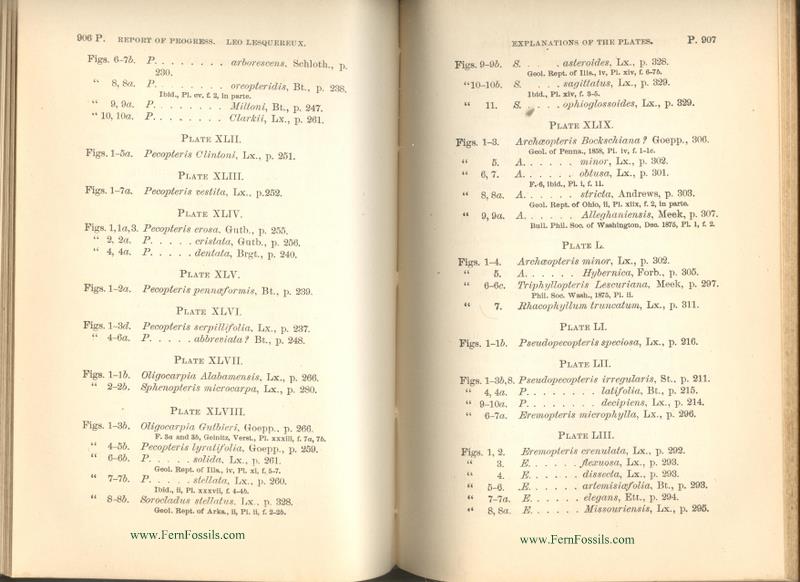 906 P. REPORT OF PROGRESS. LEO LESQUEREUX.
Figs. 6-7b. P. . . . . . . . arborescens. Schloth., p.
230.
" 8, 8a. P. . . . . . . . oreopteridis, Bt., p. 238.
Ibid., Pl. cv. f. 2, in parte.
" 9, 9a. P. . . . . . . . Miltoni, Bt., p. 247.
" 10, 10a. P. . . . . . . . Clarkii, Lx., p. 261.
PLATE XLII.
Figs. 1-5a. Pecopteris Clintoni, Lx., p. 251.
PLATE XLIII.
Figs. 1-7a. Pecopteris vestita, Lx., p.252.
PLATE XLIV.
Figs. 1,1a,3. Pecopteris erosa, Gutb., p. 255.
" 2, 2a. P. . . . . cristata, Gutb., p. 256.
" 4, 4a. P. . . . . dentata, Brgt., p. 240.
PLATE XLV.
Figs. 1-2a. Pecopteris pennæformis, Bt., p. 239.
PLATE XLVI.
Figs. 1-3d. Pecopteris serpillifolia, Lx., p. 237.
" 4-6a. P. . . . . abbreviata? Bt., p. 248.
PLATE XLVII.
Figs. 1-1b. Oligocarpia Alabamensis, Lx., p. 266.
" 2-2b. Sphenopteris microcarpa, Lx., p. 280.
PLATE XLVIII.
Figs. 1-3b. Oligocarpia Gutbieri, Goepp., p. 266.
F. 3a and 3b, Geinitz, Verst., Pl. xxxiii, f. 7a, 7b.
" 4-5b. Pecopteris lyratifolia, Goepp., p. 259.
" 6-6b. P. . . . . solida, Lx., p. 261.
Geol. Rept. of Ills., iv, Pl. xi, f. 5-7.
" 7-7b. P. . . . . stellata, Lx., p. 260.
Ibid., ii, Pl. xxxvii, f. 4-4b.
" 8-8b. Sorocladus stellatus. Lx., p. 328.
Geol. Rept. of Arks., ii, Pl. ii, f. 2-2b.
www.FernFossils.com
EXPLANATIONS OF THE PLATES. P. 907
Figs. 9-9b. S. . . . asteroides, Lx., p. 328.
Geol. Rept. of Ills., iv, Pl. xiv, f. 6-7b.
"10-10b. S. . . . sagittatus, Lx., p. 329.
Ibid., Pl. xiv, f. 3-5.
" 11. S. . . . ophioglossoides, Lx., p. 329.
PLATE XLIX.
Figs. 1-3. Archæopteris Bockschiana? Goepp., 306.
Geol. of Penna., 1858, Pl. iv, f. 1-1c.
" 5. A. . . . . . minor, Lx., p. 302.
" 6, 7. A. . . . . . obtusa, Lx., p. 301.
F. 6, ibid., Pl. i, f. 11.
" 8, 8a. A. . . . . . stricta, Andrews, p. 303.
Geol. Rept. of Ohio, ii, Pl. xlix, f. 2, in parte.
" 9, 9a. A. . . . . . Alleghaniensis, Meek, p. 307.
Bull. Phil. Soc. of Washington, Dec. 1875, Pl. 1, f. 2.
PLATE L.
Figs. 1-4. Archæopteris minor, Lx., p. 302.
" 5. A. . . . . . Hybernica, Forb., p. 305.
" 6-6c. Triphyllopteris Lescuriana, Meek, p. 297.
Phil. Soc. Wash., 1875, Pl. ii.
" 7. Rhacophyllum truncatum, Lx., p. 311.
PLATE LI.
Figs. 1-1b. Pseudopecopteris speciosa, Lx., p. 216.
PLATE LII.
Figs. 1-3b,8. Pseudopecopteris irregularis, St., p. 211.
" 4, 4a. P. . . . . . . . latifolia, Bt., p. 215.
" 9-10a. P. . . . . . . . decipiens, Lx., p. 214.
" 6-7a. Eremopteris microphylla, Lx., p. 296.
PLATE LIII.
Figs. 1, 2. Eremopteris crenulata, Lx., p. 292.
" 3. E. . . . . . flexuosa, Lx., p. 293.
" 4. E. . . . . . dissecta, Lx., p. 293.
" 5-6. E. . . . . . artemisiæfolia, Bt., p. 293.
" 7-7a. E. . . . . . elegans, Ett., p. 294.
" 8, 8a. E. . . . . . Missouriensis, Lx., p. 295.
www.FernFossils.com